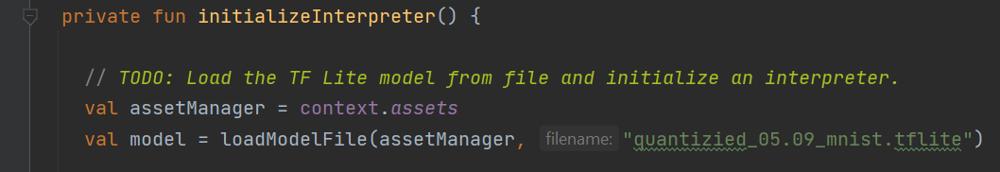 private fun initializeInterpreter() {
// TODO: Load the TF Lite model from file and initialize an interpreter.
val assetManager = context.assets
val model = loadModelFile(assetManager, filename: "quantizied_05.09_mnist.tflite")